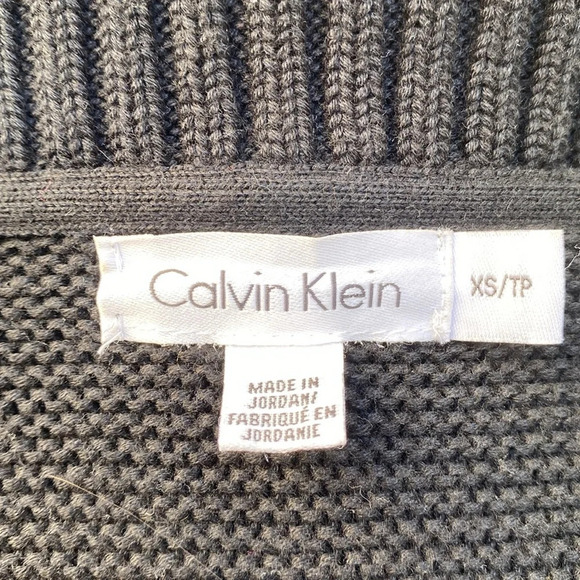 Calvin Klein
XS/TP
MADE IN
JORDAN/
FABRIQUÉ EN
JORDANIE